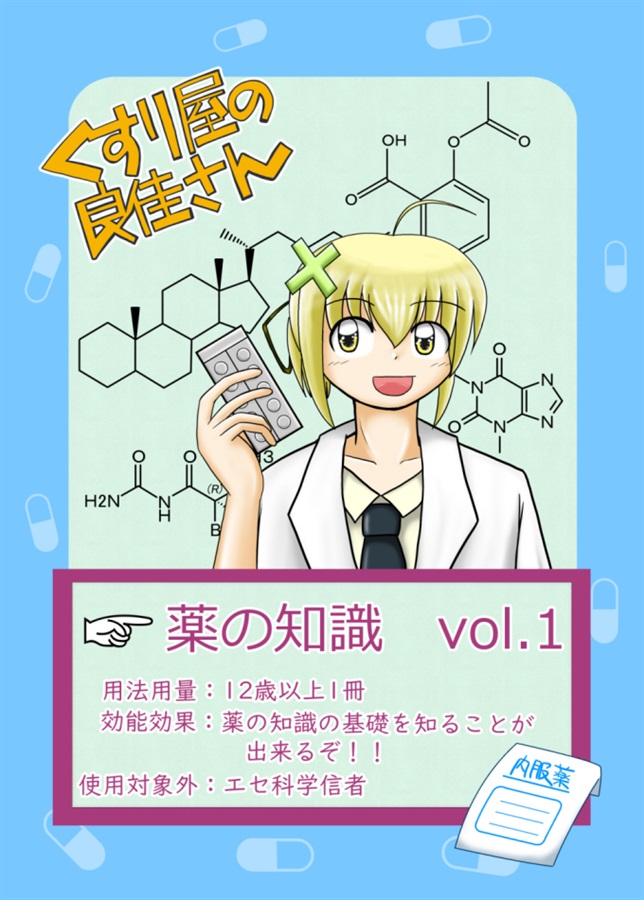 くすり屋の
良佳さん
OH
O
O
O
O
N
N
O
N
N
O
O
H2N
N
H
NH
(R)
H3
B
薬の知識 vol.1
用法用量：12歳以上1冊
効能効果：薬の知識の基礎を知ることが
出来るぞ！！
使用対象外：エセ科学信者
内服薬